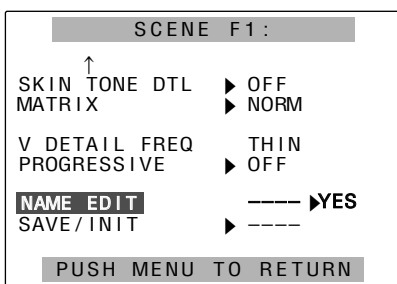 SCENE F1:
↑
SKIN TONE DTL ▶ OFF
MATRIX ▶ NORM
V DETAIL FREQ THIN
PROGRESSIVE ▶ OFF
NAME EDIT ---- ▶YES
SAVE/INIT ▶ ----
PUSH MENU TO RETURN